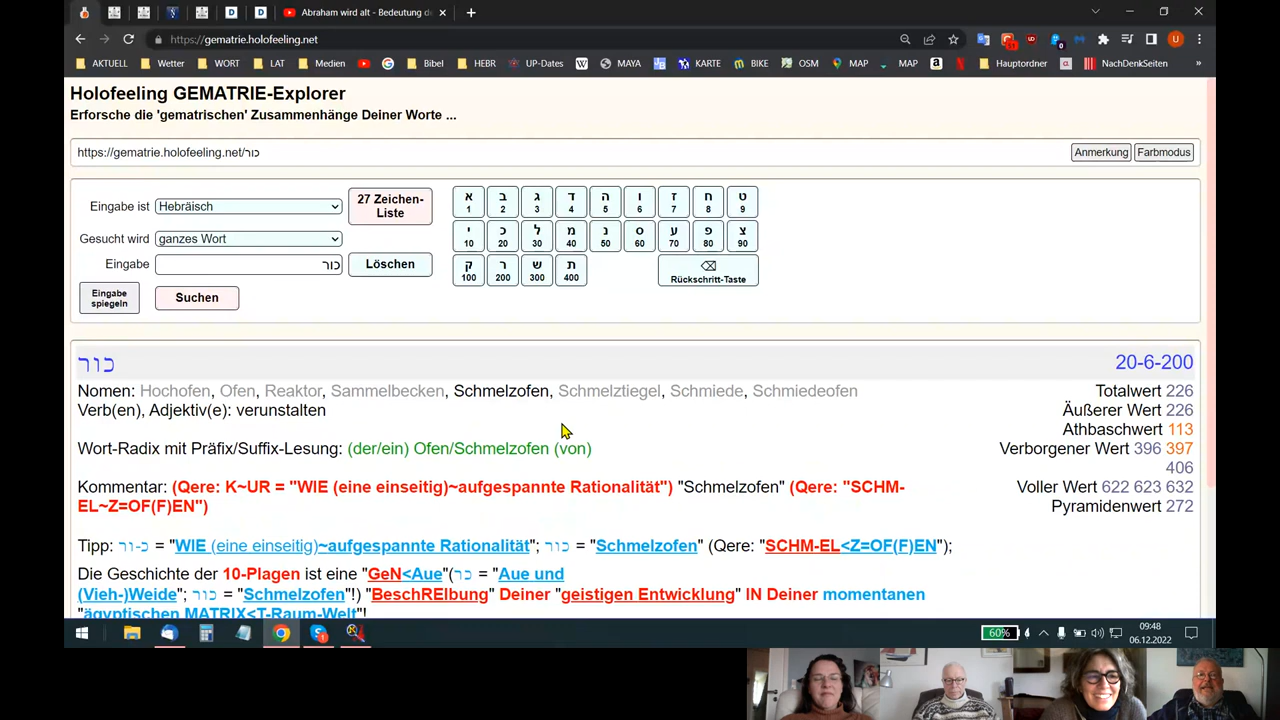 Abraham wird alt - Bedeutung de
https://gematrie.holofeeling.net
AKTUELL Wetter WORT LAT Medien Bibel HEBR UP-Dates MAYA KARTE BIKE OSM MAP MAP Hauptordner NachDenkSeiten »
Holofeeling GEMATRIE-Explorer
Erforsche die 'gematrischen' Zusammenhänge Deiner Worte ...
https://gematrie.holofeeling.net/כור Anmerkung Farbmodus
Eingabe ist Hebräisch 27 Zeichen-Liste
Gesucht wird ganzes Wort
Eingabe כור Löschen
Eingabe spiegeln Suchen
א ב ג ד ה ו ז ח ט
1 2 3 4 5 6 7 8 9
י כ ל מ נ ס ע פ צ
10 20 30 40 50 60 70 80 90
ק ר ש ת ⌫
100 200 300 400 Rückschritt-Taste
כור 20-6-200
Nomen: Hochofen, Ofen, Reaktor, Sammelbecken, Schmelzofen, Schmelztiegel, Schmiede, Schmiedeofen
Verb(en), Adjektiv(e): verunstalten
Wort-Radix mit Präfix/Suffix-Lesung: (der/ein) Ofen/Schmelzofen (von)
Kommentar: (Qere: K~UR = "WIE (eine einseitig)~aufgespannte Rationalität") "Schmelzofen" (Qere: "SCHM-
EL~Z=OF(F)EN")
Tipp: כ-ור = "WIE (eine einseitig)~aufgespannte Rationalität"; כור = "Schmelzofen" (Qere: "SCHM-EL<Z=OF(F)EN");
Die Geschichte der 10-Plagen ist eine "GeN<Aue"(כר = "Aue und
(Vieh-)Weide"; כור = "Schmelzofen"!) "BeschREIbung" Deiner "geistigen Entwicklung" IN Deiner momentanen
"ägyptischen MATRIX<T-Raum-Welt"!
Totalwert 226
Äußerer Wert 226
Athbaschwert 113
Verborgener Wert 396 397
406
Voller Wert 622 623 632
Pyramidenwert 272
60% 09:48
06.12.2022